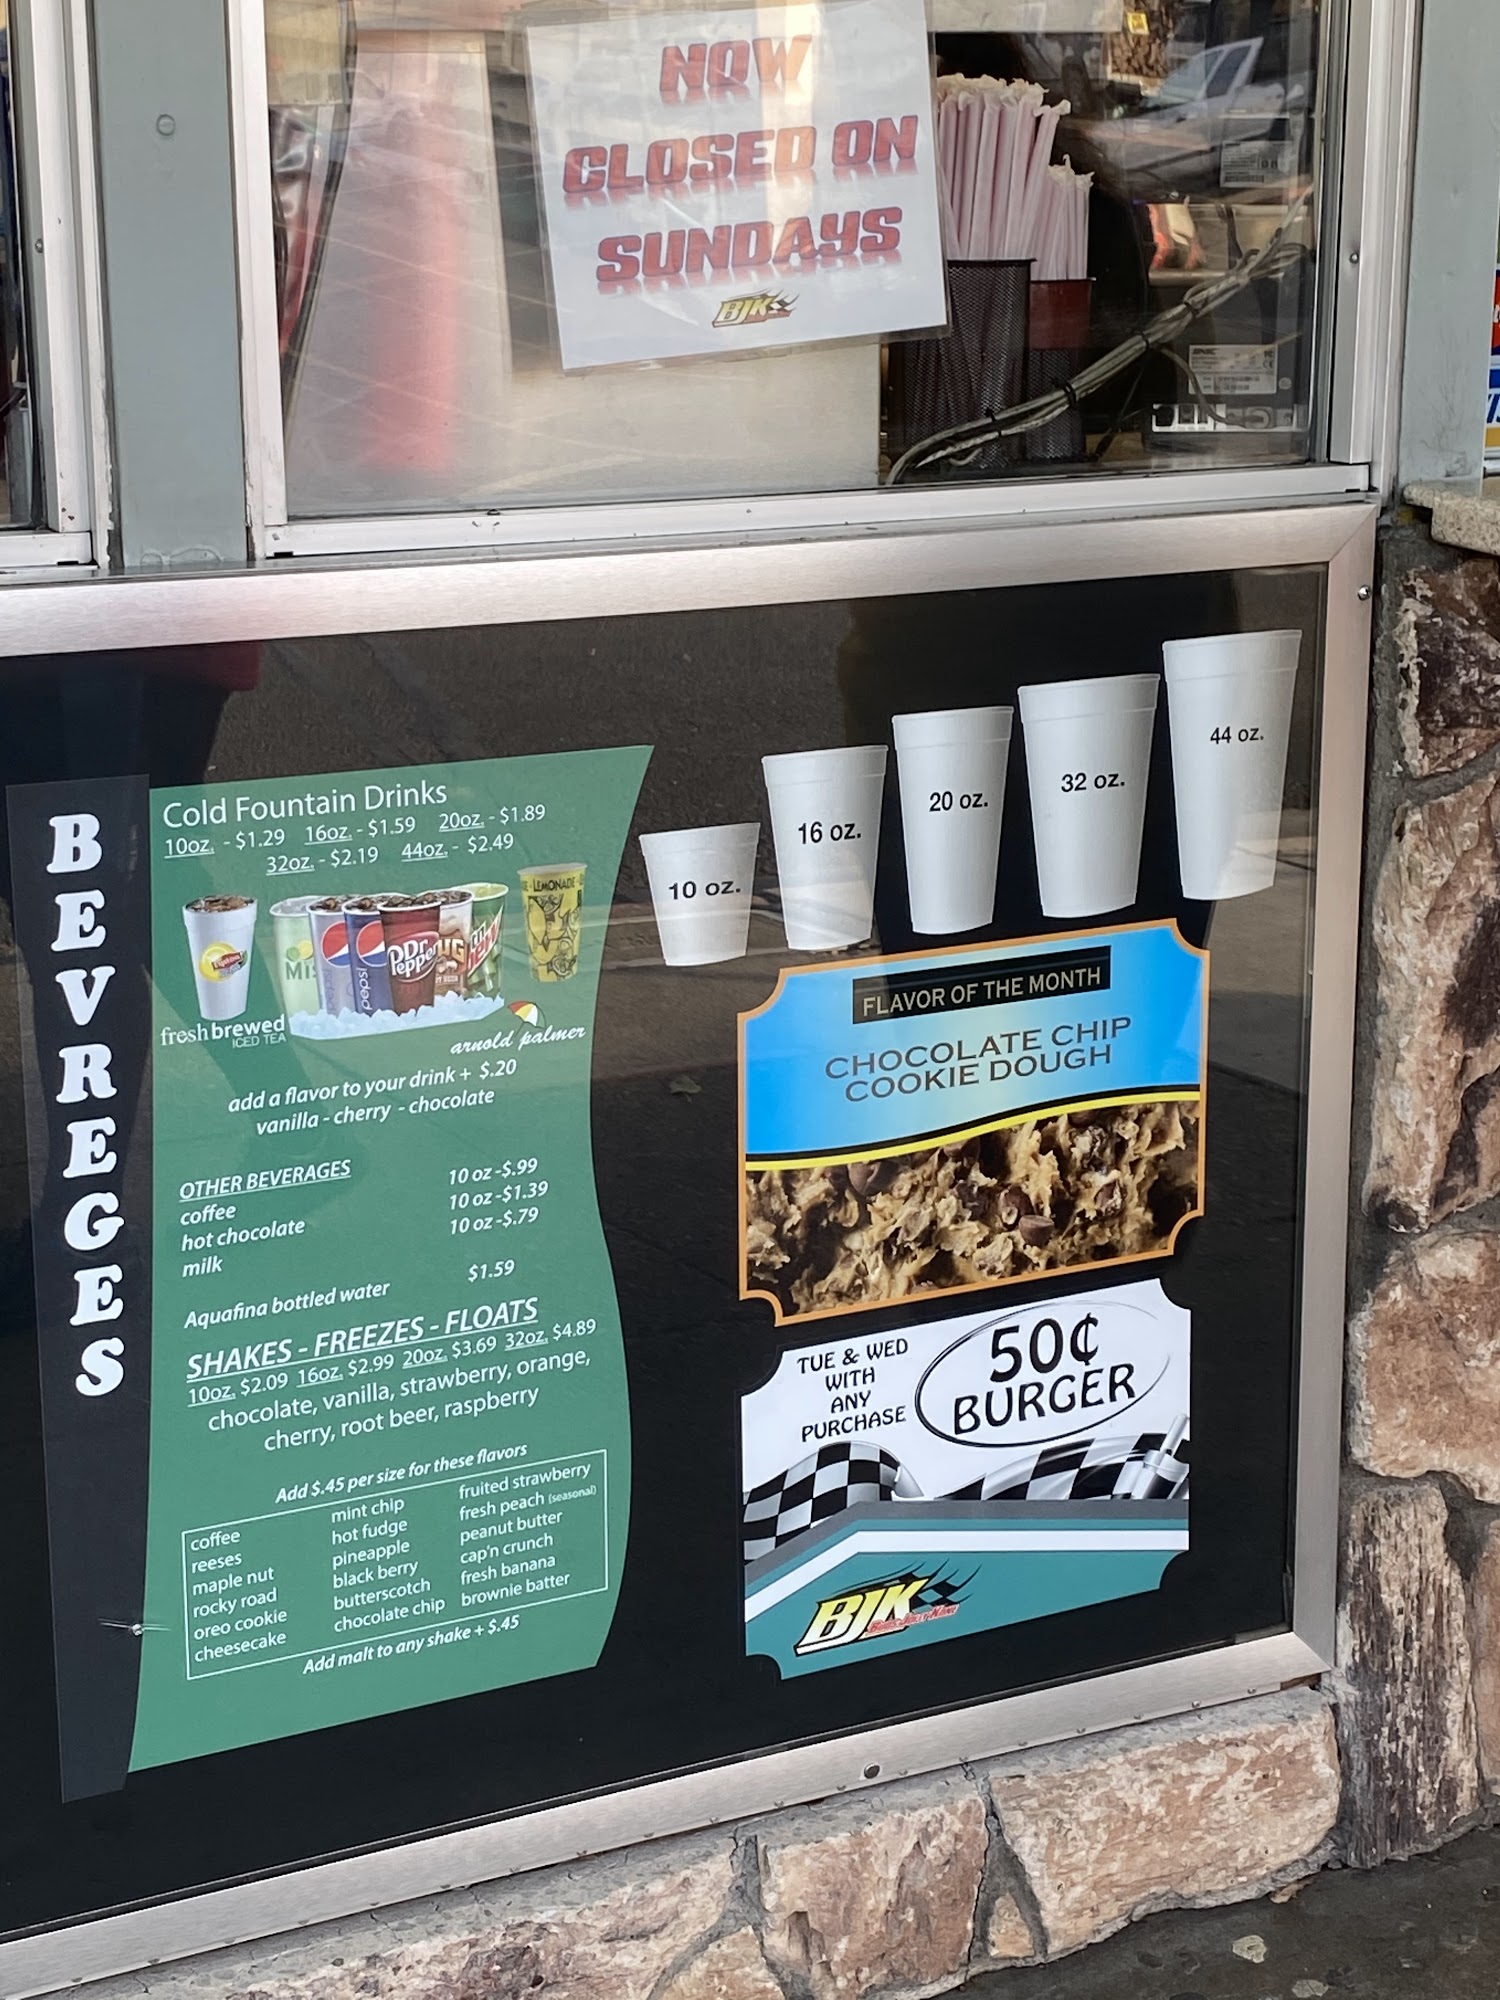 NOW
CLOSED ON
SUNDAYS
BJK
BEVREGES
Cold Fountain Drinks
10oz. - $1.29 16oz. - $1.59 20oz. - $1.89
32oz. - $2.19 44oz. - $2.49
LEMONADE
Lipton
Mis
pepsi
Dr Pepper
MUG
fresh brewed
ICED TEA
arnold palmer
add a flavor to your drink + $.20
vanilla - cherry - chocolate
OTHER BEVERAGES
coffee 10 oz -$.99
hot chocolate 10 oz -$1.39
milk 10 oz -$.79
Aquafina bottled water $1.59
SHAKES - FREEZES - FLOATS
10oz. $2.09 16oz. $2.99 20oz. $3.69 32oz. $4.89
chocolate, vanilla, strawberry, orange,
cherry, root beer, raspberry
Add $.45 per size for these flavors
coffee
reeses
maple nut
rocky road
oreo cookie
cheesecake
mint chip
hot fudge
pineapple
black berry
butterscotch
chocolate chip
fruited strawberry
fresh peach (seasonal)
peanut butter
cap'n crunch
fresh banana
brownie batter
Add malt to any shake + $.45
10 oz.
16 oz.
20 oz.
32 oz.
44 oz.
FLAVOR OF THE MONTH
CHOCOLATE CHIP
COOKIE DOUGH
TUE & WED
WITH
ANY
PURCHASE
50¢
BURGER
BJK